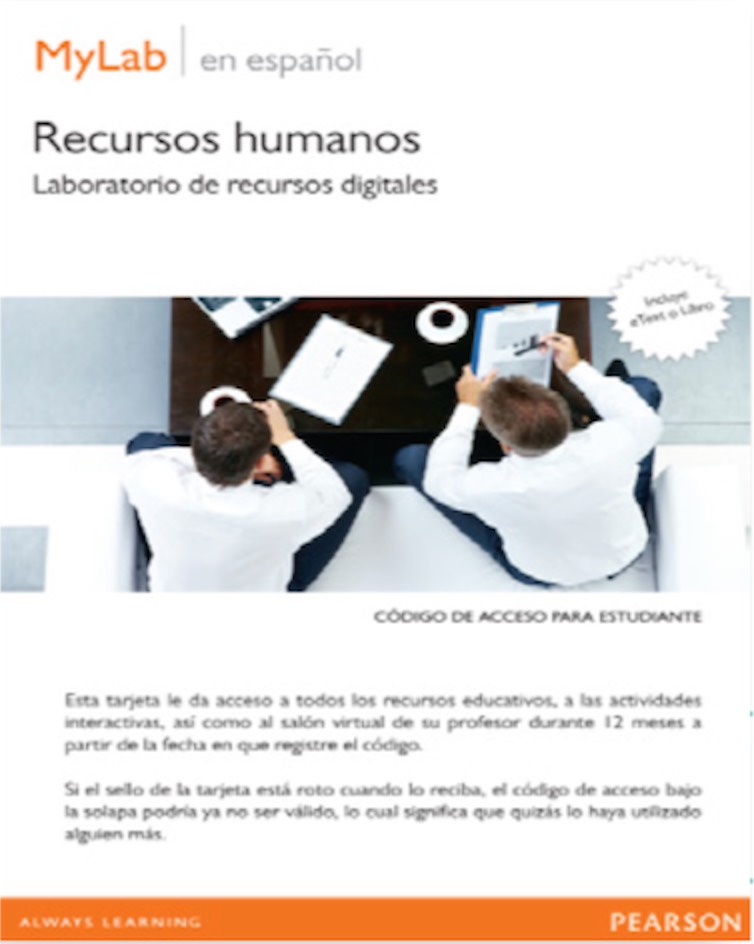 MyLab en español
Recursos humanos
Laboratorio de recursos digitales
Incluye
eText o Libro
CÓDIGO DE ACCESO PARA ESTUDIANTE
Esta tarjeta le da acceso a todos los recursos educativos, a las actividades
interactivas, así como al salón virtual de su profesor durante 12 meses a
partir de la fecha en que registre el código.
Si el sello de la tarjeta está roto cuando lo reciba, el código de acceso bajo
la solapa podría ya no ser válido, lo cual significa que quizás lo haya utilizado
alguien más.
ALWAYS LEARNING
PEARSON